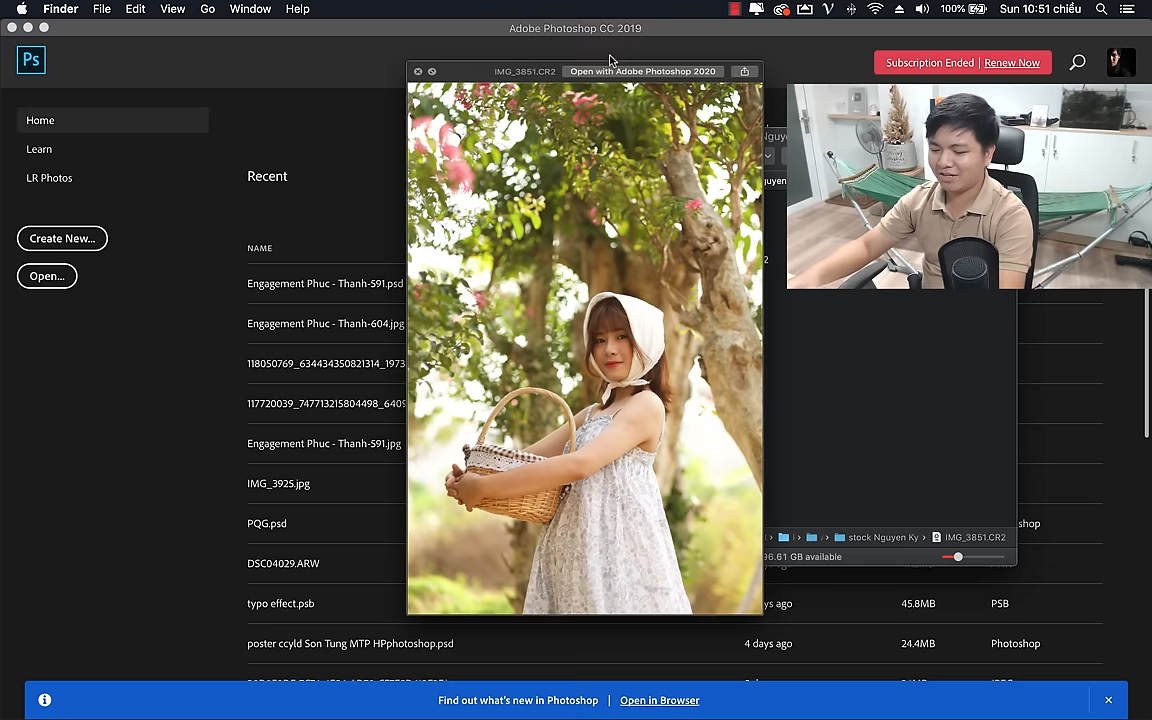 Finder File Edit View Go Window Help 100% Sun 10:51 chiều
Adobe Photoshop CC 2019
Ps
Subscription Ended | Renew Now
IMG_3851.CR2 Open with Adobe Photoshop 2020
Home
Learn
LR Photos
Create New...
Open...
Recent
NAME
Engagement Phuc - Thanh-591.psd
Engagement Phuc - Thanh-604.jpg
118050769_634434350821314_1973
117720039_747713215804498_6409
Engagement Phuc - Thanh-591.jpg
IMG_3925.jpg
PQG.psd
DSC04029.ARW
typo effect.psb
45.8MB PSB
poster ccyld Son Tung MTP HPphotoshop.psd 4 days ago 24.4MB Photoshop
stock Nguyen Ky › IMG_3851.CR2
96.61 GB available
Find out what's new in Photoshop | Open in Browser